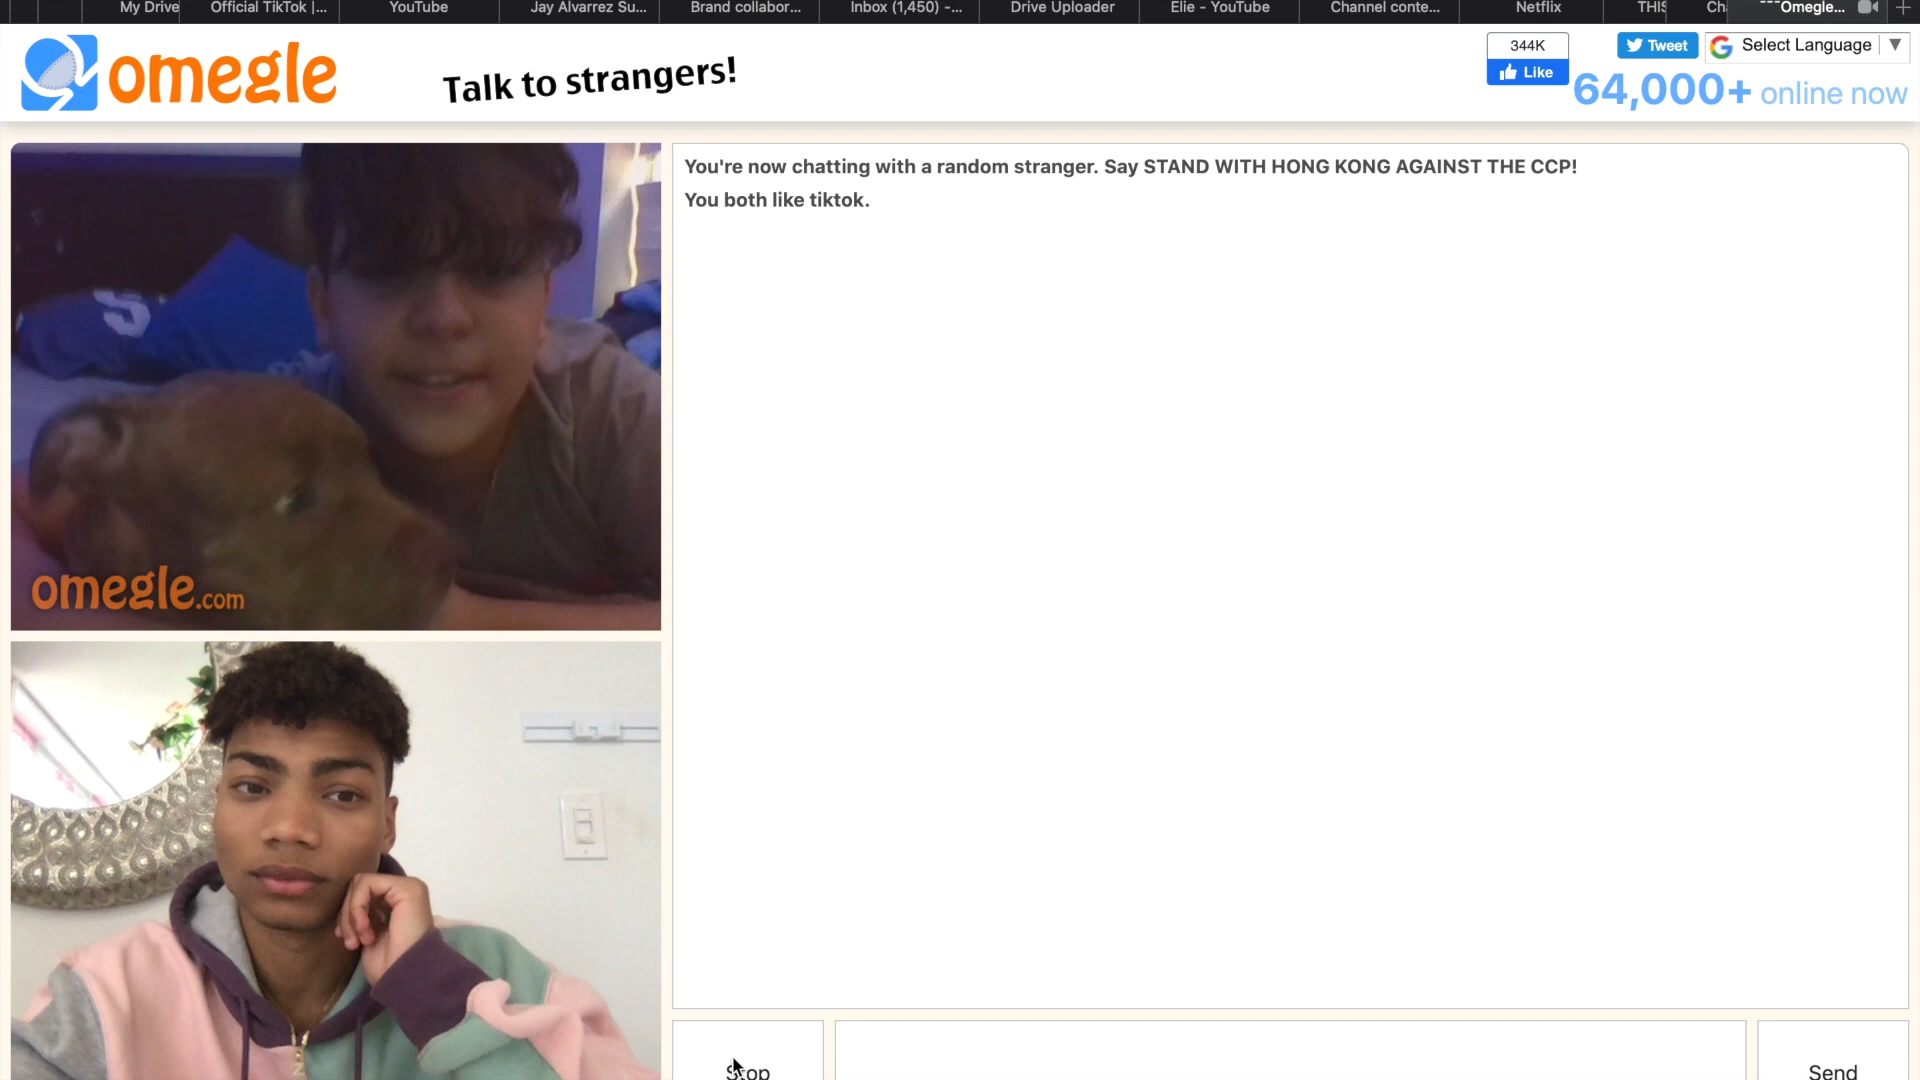 My Drive
Official TikTok |...
YouTube
Jay Alvarrez Su...
Brand collabor...
Inbox (1,450) -...
Drive Uploader
Elie - YouTube
Channel conte...
Netflix
THIS
Omegle...
omegle
Talk to strangers!
344K
Like
Tweet
Select Language
64,000+ online now
You're now chatting with a random stranger. Say STAND WITH HONG KONG AGAINST THE CCP!
You both like tiktok.
S
omegle.com
Stop
Send